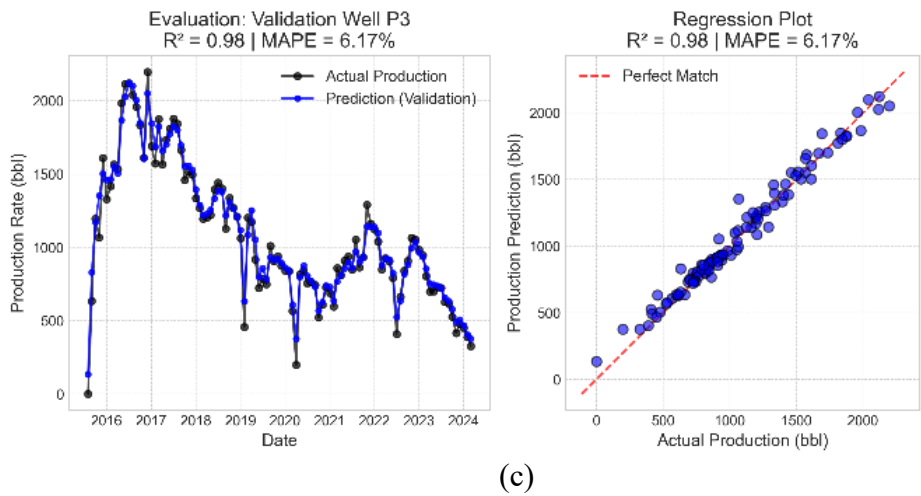 Evaluation: Validation Well P3
R² = 0.98 | MAPE = 6.17%
Actual Production
Prediction (Validation)
Production Rate (bbl)
2000
1500
1000
500
0
2016 2017 2018 2019 2020 2021 2022 2023 2024
Date
Regression Plot
R² = 0.98 | MAPE = 6.17%
Perfect Match
Production Prediction (bbl)
2000
1500
1000
500
0
0 500 1000 1500 2000
Actual Production (bbl)
(c)